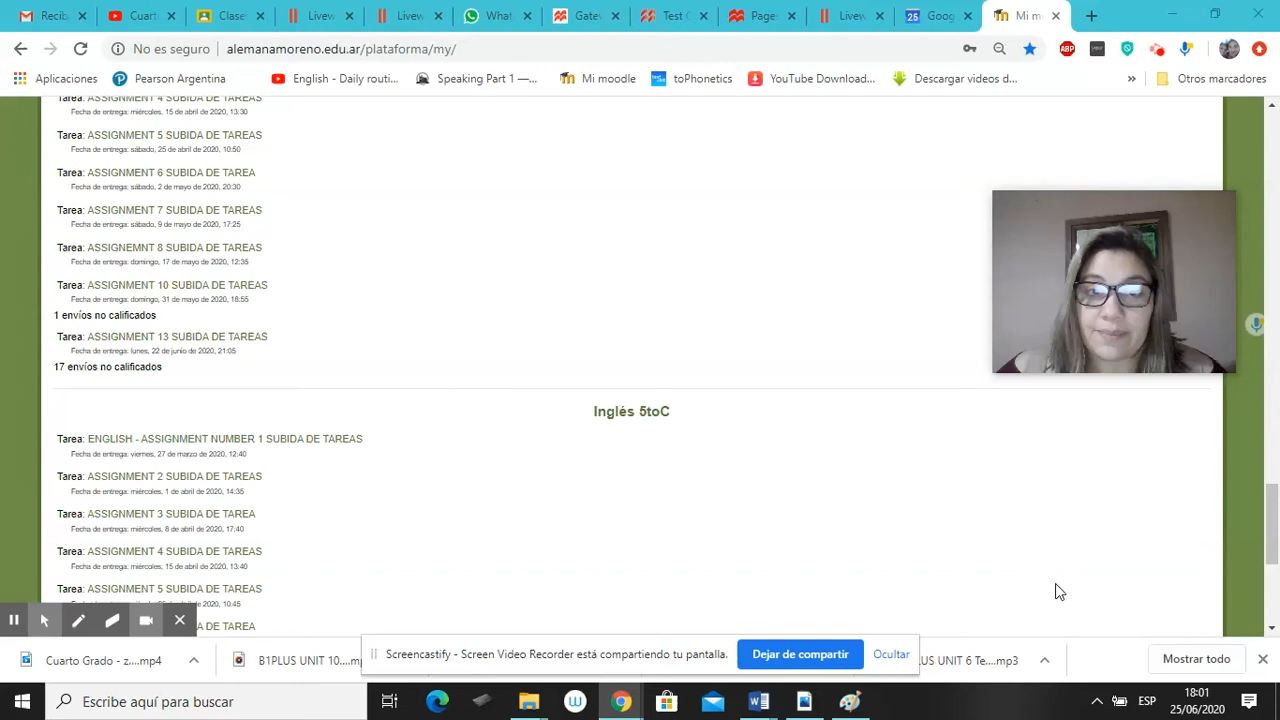 Recib
Cuart
Clase
Livew
Livew
What
Gatev
Test C
Pages
Livew
Goog
Mi m
No es seguro
alemanamoreno.edu.ar/plataforma/my/
Aplicaciones
Pearson Argentina
English - Daily routi...
Speaking Part 1 —...
Mi moodle
toPhonetics
YouTube Download...
Descargar videos d...
Otros marcadores
ASSIGNMENT 4 SUBIDA DE TAREAS
Fecha de entrega: miércoles, 15 de abril de 2020, 13:30
Tarea: ASSIGNMENT 5 SUBIDA DE TAREAS
Fecha de entrega: sábado, 25 de abril de 2020, 10:50
Tarea: ASSIGNMENT 6 SUBIDA DE TAREA
Fecha de entrega: sábado, 2 de mayo de 2020, 20:30
Tarea: ASSIGNMENT 7 SUBIDA DE TAREAS
Fecha de entrega: sábado, 9 de mayo de 2020, 17:25
Tarea: ASSIGNEMNT 8 SUBIDA DE TAREAS
Fecha de entrega: domingo, 17 de mayo de 2020, 12:35
Tarea: ASSIGNMENT 10 SUBIDA DE TAREAS
Fecha de entrega: domingo, 31 de mayo de 2020, 18:55
1 envíos no calificados
Tarea: ASSIGNMENT 13 SUBIDA DE TAREAS
Fecha de entrega: lunes, 22 de junio de 2020, 21:05
17 envíos no calificados
Inglés 5toC
Tarea: ENGLISH - ASSIGNMENT NUMBER 1 SUBIDA DE TAREAS
Fecha de entrega: viernes, 27 de marzo de 2020, 12:40
Tarea: ASSIGNMENT 2 SUBIDA DE TAREAS
Fecha de entrega: miércoles, 1 de abril de 2020, 14:35
Tarea: ASSIGNMENT 3 SUBIDA DE TAREA
Fecha de entrega: miércoles, 8 de abril de 2020, 17:40
Tarea: ASSIGNMENT 4 SUBIDA DE TAREAS
Fecha de entrega: miércoles, 15 de abril de 2020, 13:40
Tarea: ASSIGNMENT 5 SUBIDA DE TAREAS
de 2020, 10:45
DE TAREA
Screencastify - Screen Video Recorder está compartiendo tu pantalla.
Dejar de compartir
Ocultar
Cuarto Grado - z....mp4
B1PLUS UNIT 10....mp
PLUS UNIT 6 Te....mp3
Mostrar todo
Escribe aquí para buscar
ESP
18:01
25/06/2020